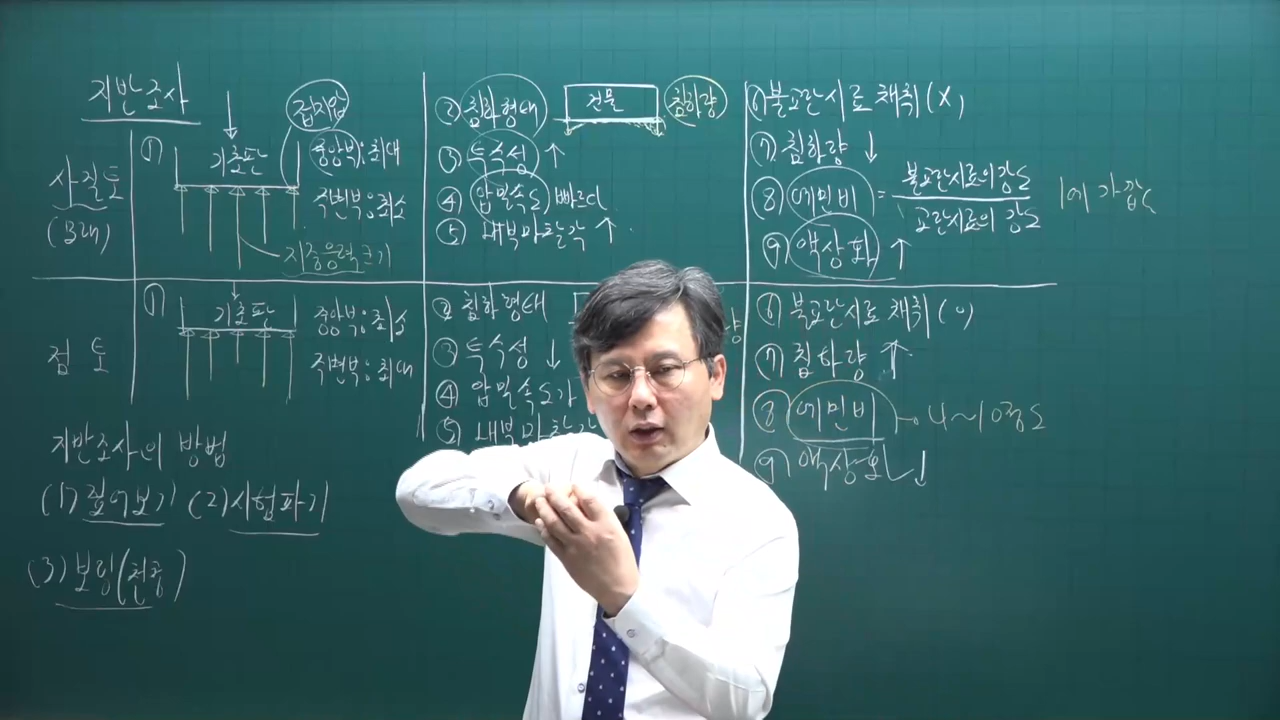 지반조사
사질토
(모래)
① 기초판
접지압
중앙부:최대
주변부:최소
지중응력크기
② 침하형태
건물
침하량
③ 투수성 ↑
④ 압밀속도 빠르다
⑤ 내부마찰각 ↑
⑥ 불교란시료 채취(X)
⑦ 침하량 ↓
⑧ 예민비 = 불교란시료의강도
교란시료의 강도
1에 가깝다
⑨ 액상화 ↑
점토
① 기초판
중앙부:최소
주변부:최대
② 침하형태
③ 투수성 ↓
④ 압밀속도가
⑤ 내부마찰각
⑥ 불교란시료 채취(O)
⑦ 침하량 ↑
⑧ 예민비 → 4~10정도
⑨ 액상화 ↓
지반조사의 방법
(1) 짚어보기 (2) 시험파기
(3) 보링(천공)